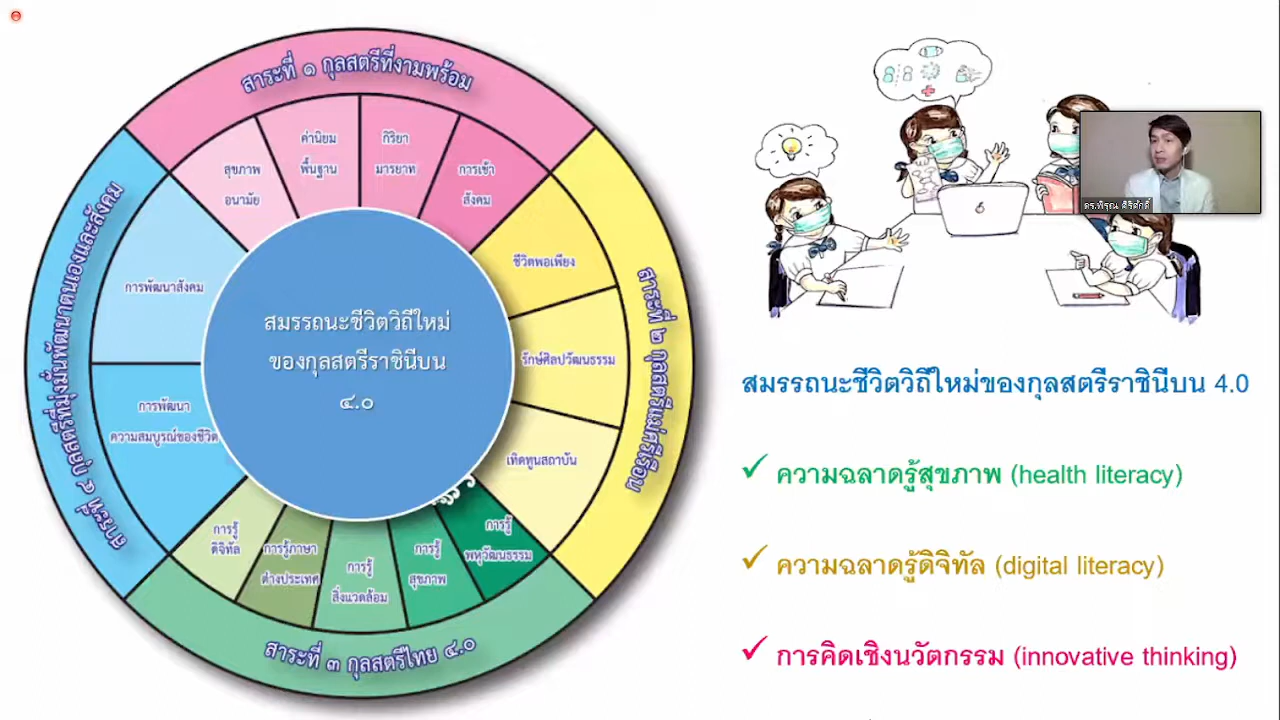 สาระที่ ๑ กุลสตรีที่งามพร้อม
สุขภาพ
อนามัย
ค่านิยม
พื้นฐาน
กิริยา
มารยาท
การเข้า
สังคม
สาระที่ ๒ กุลสตรีแม่ศรีเรือน
ชีวิตพอเพียง
รักษ์ศิลปวัฒนธรรม
เทิดทูนสถาบัน
สาระที่ ๓ กุลสตรีไทย ๔.๐
การรู้
พหุวัฒนธรรม
การรู้
สุขภาพ
การรู้
สิ่งแวดล้อม
การรู้ภาษา
ต่างประเทศ
การรู้
ดิจิทัล
สาระที่ ๔ กุลสตรีที่มุ่งมั่นพัฒนาตนเองและสังคม
การพัฒนาสังคม
การพัฒนา
ความสมบูรณ์ของชีวิต
สมรรถนะชีวิตวิถีใหม่
ของกุลสตรีราชินีบน
๔.๐
ดร.พีรุณ ศิริศักดิ์
สมรรถนะชีวิตวิถีใหม่ของกุลสตรีราชินีบน 4.0
✓ ความฉลาดรู้สุขภาพ (health literacy)
✓ ความฉลาดรู้ดิจิทัล (digital literacy)
✓ การคิดเชิงนวัตกรรม (innovative thinking)